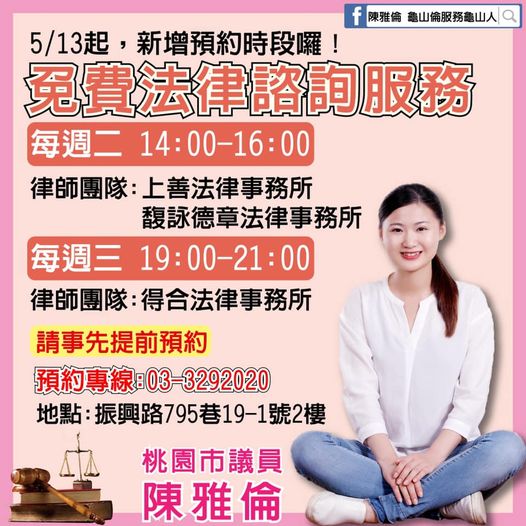 陳雅倫 龜山倫服務龜山人
5/13起，新增預約時段囉！
免費法律諮詢服務
每週二 14:00-16:00
律師團隊:上善法律事務所
馥詠德章法律事務所
每週三 19:00-21:00
律師團隊:得合法律事務所
請事先提前預約
預約專線:03-3292020
地點:振興路795巷19-1號2樓
桃園市議員
陳雅倫